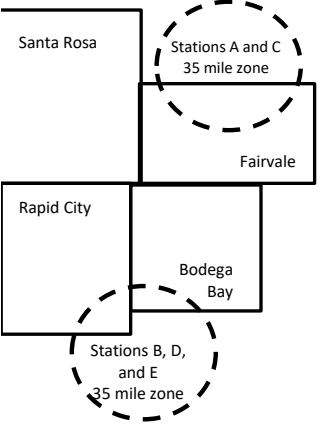 Santa Rosa
Stations A and C
35 mile zone
Fairvale
Rapid City
Bodega
Bay
Stations B, D,
and E
35 mile zone